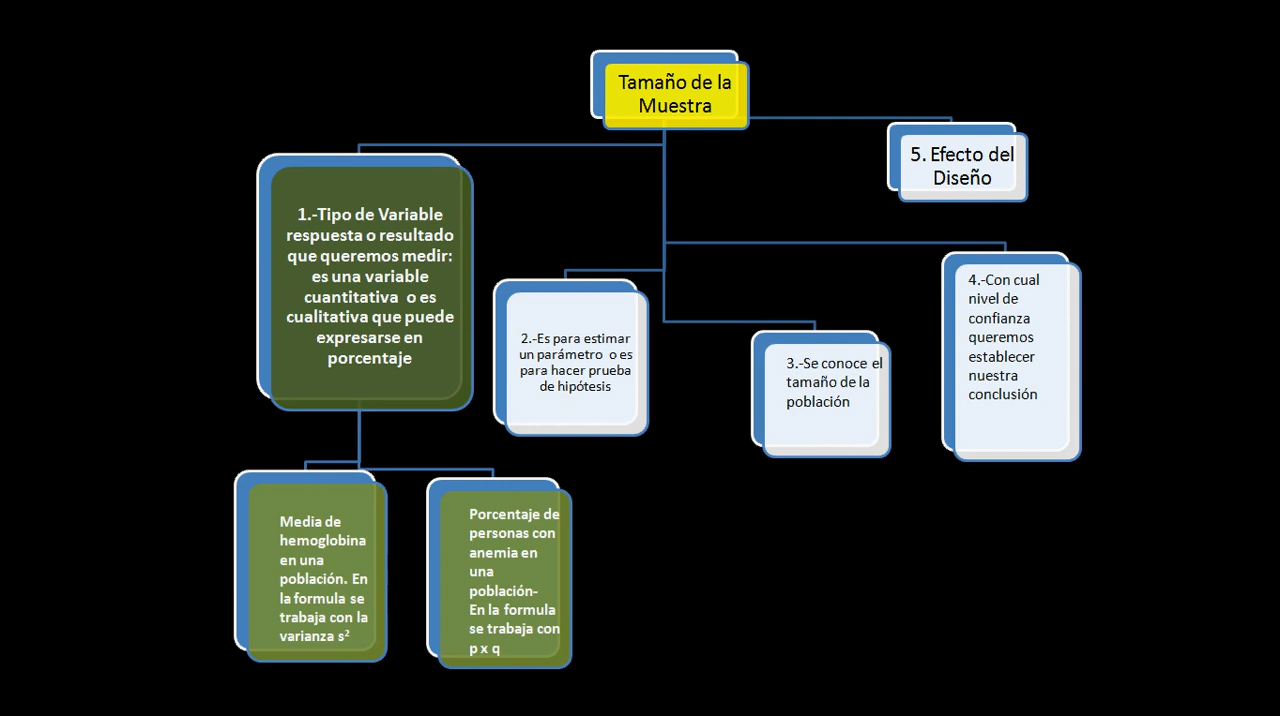 Tamaño de la
Muestra
5. Efecto del
Diseño
1.-Tipo de Variable
respuesta o resultado
que queremos medir:
es una variable
cuantitativa o es
cualitativa que puede
expresarse en
porcentaje
2.-Es para estimar
un parámetro o es
para hacer prueba
de hipótesis
3.-Se conoce el
tamaño de la
población
4.-Con cual
nivel de
confianza
queremos
establecer
nuestra
conclusión
Media de
hemoglobina
en una
población. En
la formula se
trabaja con la
varianza s²
Porcentaje de
personas con
anemia en
una
población-
En la formula
se trabaja con
p x q